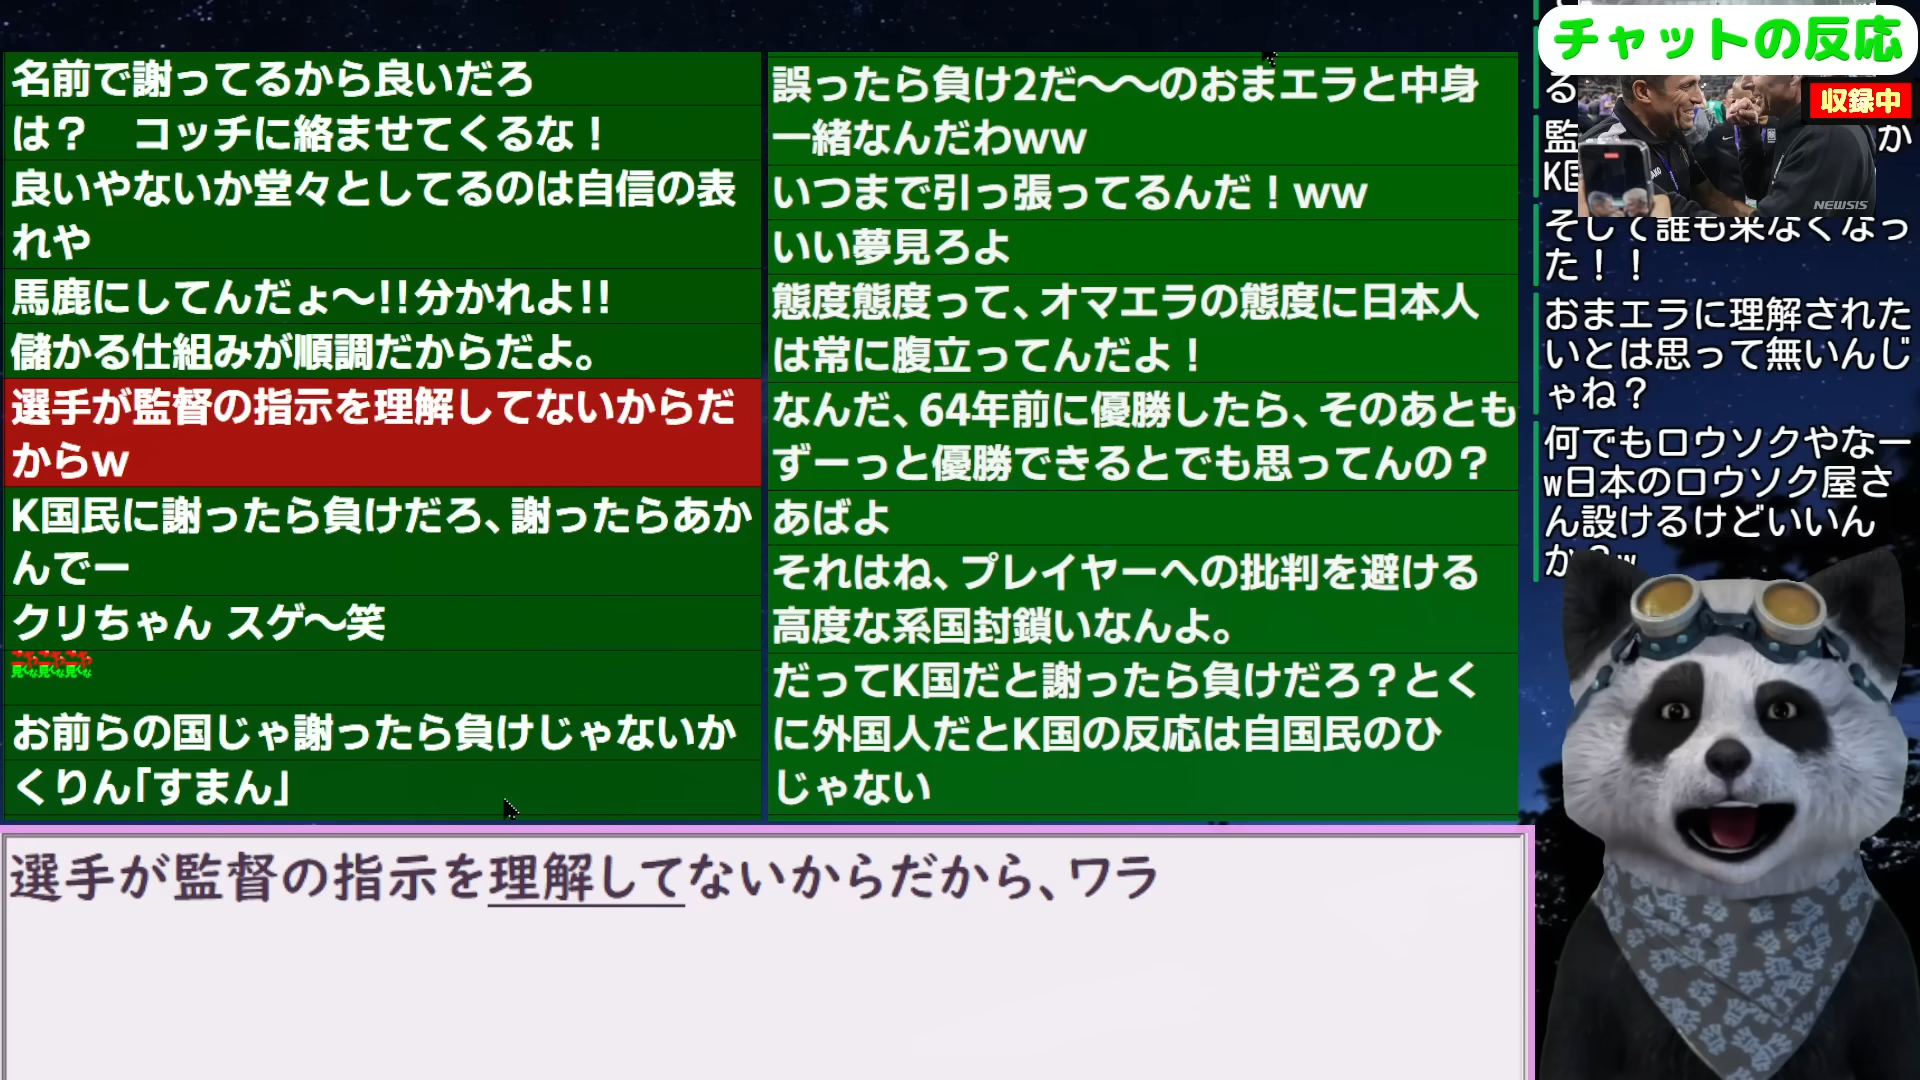 名前で謝ってるから良いだろ
は？　コッチに絡ませてくるな！
良いやないか堂々としてるのは自信の表
れや
馬鹿にしてんだょ〜!!分かれよ!!
儲かる仕組みが順調だからだよ。
選手が監督の指示を理解してないからだ
からw
K国民に謝ったら負けだろ、謝ったらあか
んでー
クリちゃん スゲ〜笑
お前らの国じゃ謝ったら負けじゃないか
くりん｢すまん｣
誤ったら負け2だ〜〜のおまエラと中身
一緒なんだわww
いつまで引っ張ってるんだ！ww
いい夢見ろよ
態度態度って、オマエラの態度に日本人
は常に腹立ってんだよ！
なんだ、64年前に優勝したら、そのあとも
ずーっと優勝できるとでも思ってんの？
あばよ
それはね、プレイヤーへの批判を避ける
高度な系国封鎖いなんよ。
だってK国だと謝ったら負けだろ？とく
に外国人だとK国の反応は自国民のひ
じゃない
チャットの反応
収録中
る
監
か
K国
NEWSIS
そして誰も来なくなっ
た！！
おまエラに理解された
いとは思って無いんじ
ゃね？
何でもロウソクやなー
w日本のロウソク屋さ
ん設けるけどいいん
か？w
選手が監督の指示を理解してないからだから、ワラ